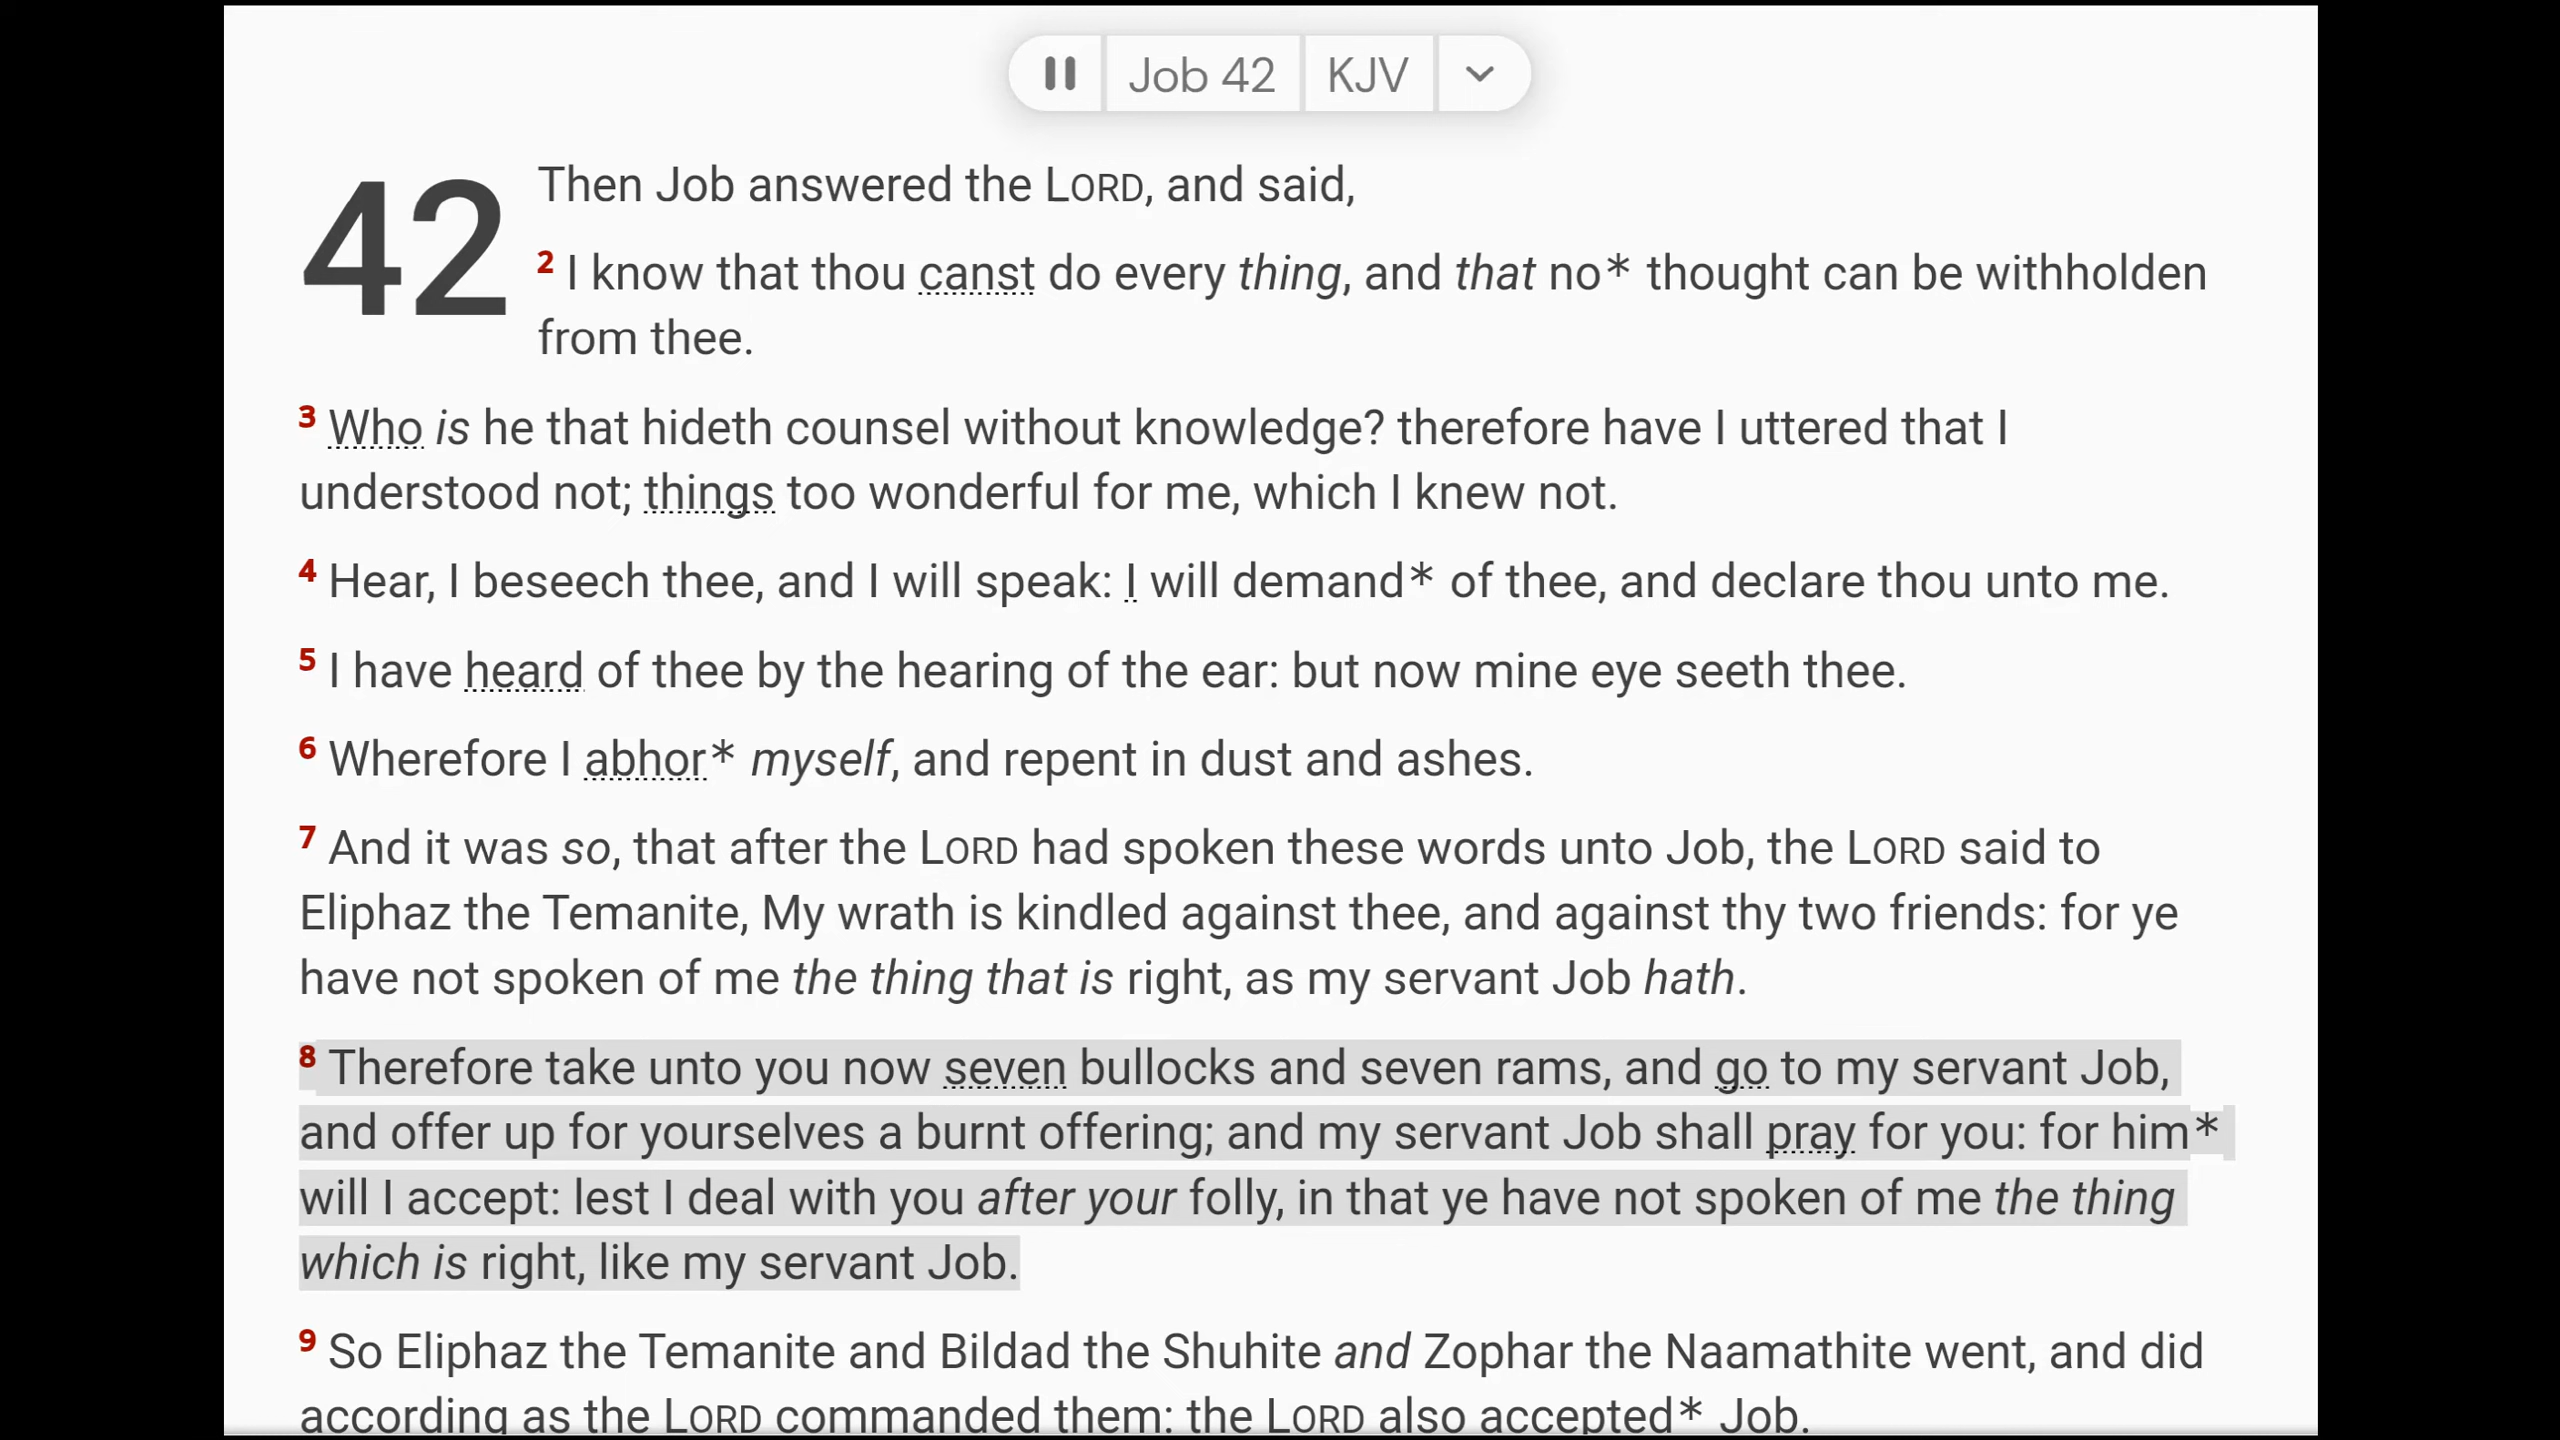 Job 42 KJV
42 Then Job answered the LORD, and said,
2 I know that thou canst do every thing, and that no* thought can be withholden
from thee.
3 Who is he that hideth counsel without knowledge? therefore have I uttered that I
understood not; things too wonderful for me, which I knew not.
4 Hear, I beseech thee, and I will speak: I will demand* of thee, and declare thou unto me.
5 I have heard of thee by the hearing of the ear: but now mine eye seeth thee.
6 Wherefore I abhor* myself, and repent in dust and ashes.
7 And it was so, that after the LORD had spoken these words unto Job, the LORD said to
Eliphaz the Temanite, My wrath is kindled against thee, and against thy two friends: for ye
have not spoken of me the thing that is right, as my servant Job hath.
8 Therefore take unto you now seven bullocks and seven rams, and go to my servant Job,
and offer up for yourselves a burnt offering; and my servant Job shall pray for you: for him*
will I accept: lest I deal with you after your folly, in that ye have not spoken of me the thing
which is right, like my servant Job.
9 So Eliphaz the Temanite and Bildad the Shuhite and Zophar the Naamathite went, and did
according as the LORD commanded them: the LORD also accepted* Job.